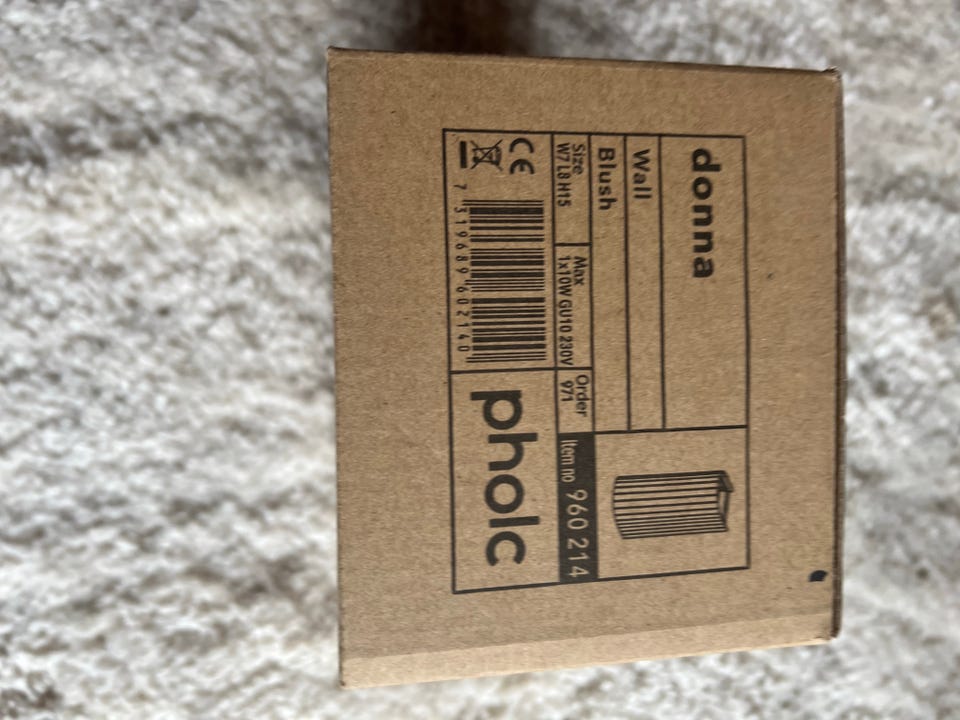 donna
Wall
Blush
Size
W7 L8 H15
Max
1x10W GU10 230V
Order
971
Item no 960 214
CE
7 319689 602140
pholc